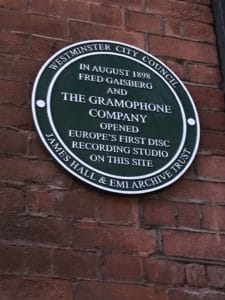 WESTMINSTER CITY COUNCIL
IN AUGUST 1898
FRED GAISBERG
AND
THE GRAMOPHONE
COMPANY
OPENED
EUROPE'S FIRST DISC
RECORDING STUDIO
ON THIS SITE
JAMES HALL & EMI ARCHIVE TRUST